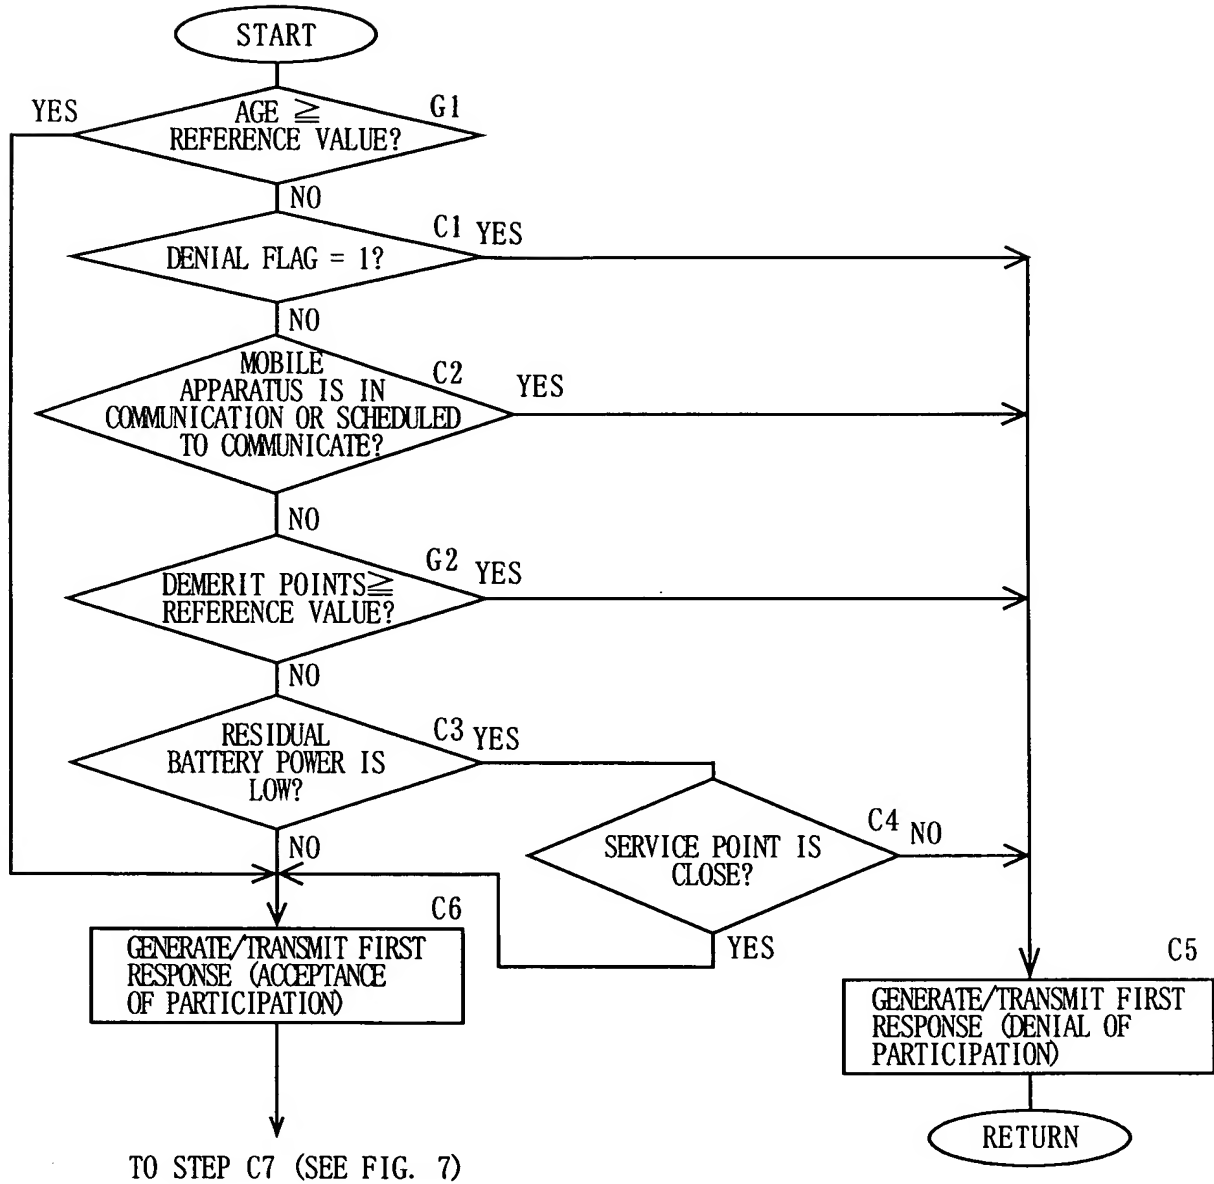 START
YES
AGE ≧
REFERENCE VALUE?
G1
NO
C1
YES
DENIAL FLAG = 1?
NO
MOBILE
APPARATUS IS IN
COMMUNICATION OR SCHEDULED
TO COMMUNICATE?
C2
YES
NO
DEMERIT POINTS≧
REFERENCE VALUE?
G2
YES
NO
RESIDUAL
BATTERY POWER IS
LOW?
C3
YES
NO
SERVICE POINT IS
CLOSE?
C4
NO
YES
C6
GENERATE/TRANSMIT FIRST
RESPONSE (ACCEPTANCE
OF PARTICIPATION)
C5
GENERATE/TRANSMIT FIRST
RESPONSE (DENIAL OF
PARTICIPATION)
RETURN
TO STEP C7 (SEE FIG. 7)